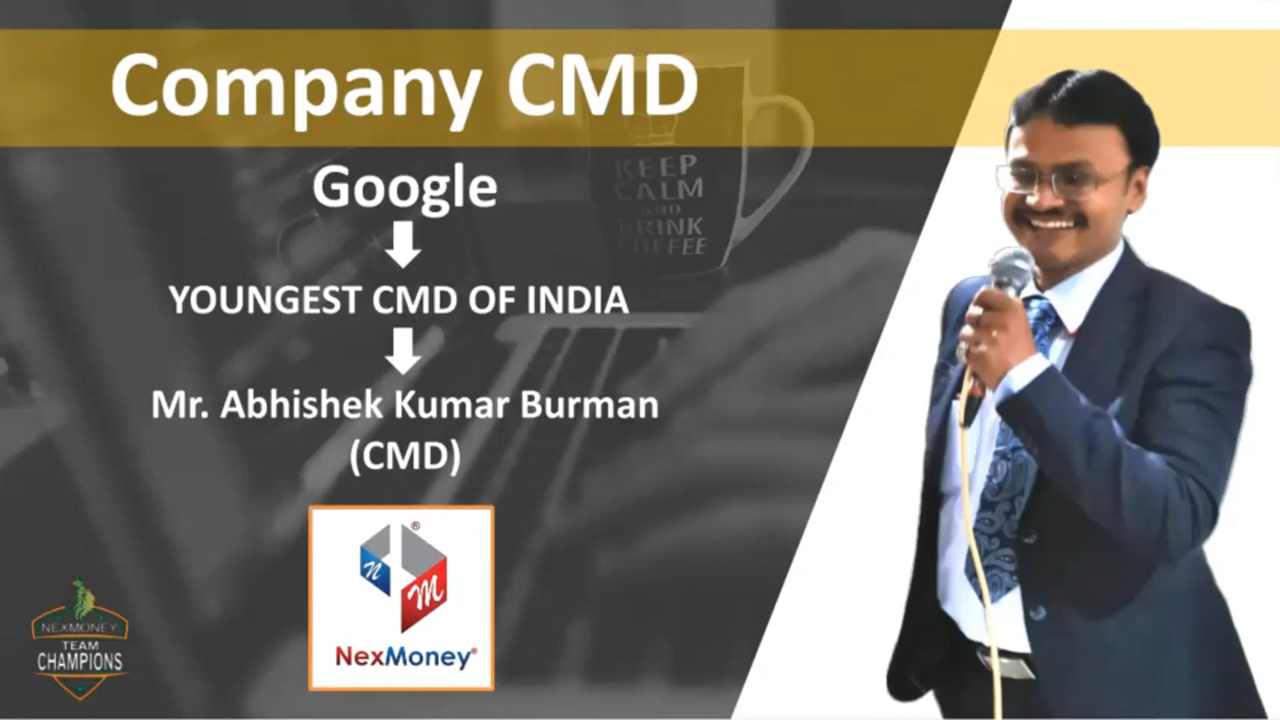 Company CMD
Google
YOUNGEST CMD OF INDIA
Mr. Abhishek Kumar Burman
(CMD)
KEEP
CALM
AND
DRINK
COFFEE
n m ®
NexMoney®
NEXMONEY
TEAM
CHAMPIONS